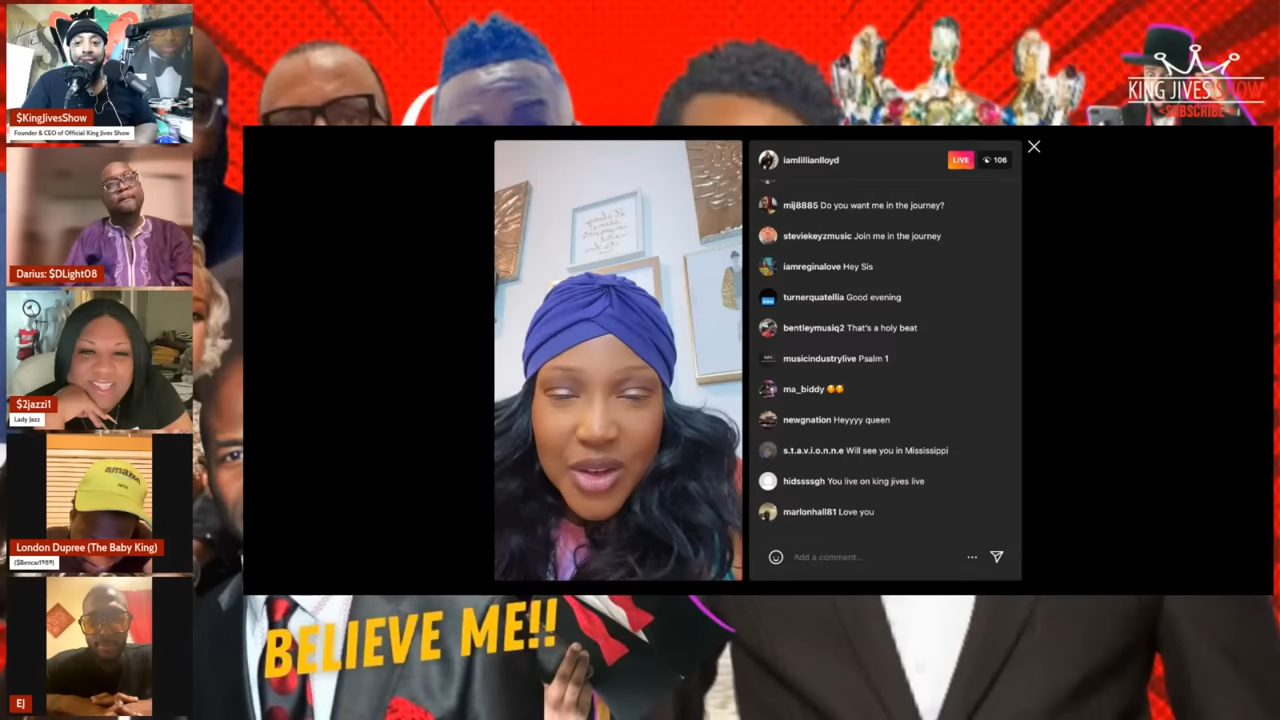 $KingJivesShow
Founder & CEO of Official King Jives Show
Darius: $DLight08
$2jazzi1
Lady Jazz
amazon
London Dupree (The Baby King)
EJ
KING JIVES SHOW
SUBSCRIBE
iamlillianlloyd
LIVE
106
mij8885 Do you want me in the journey?
steviekeyzmusic Join me in the journey
iamreginalove Hey Sis
turnerquatellia Good evening
bentleymusiq2 That's a holy beat
musicindustrylive Psalm 1
ma_biddy 🥰🥰
newgnation Heyyyy queen
s.t.a.v.i.o.n.n.e Will see you in Mississippi
hidssssgh You live on king jives live
marlonhall81 Love you
Add a comment...
BELIEVE ME!!